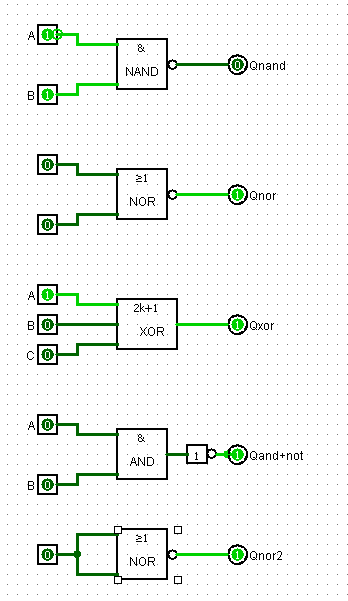 A 1 & 0 Qnand
B 1 NAND
0 ≥1 1 Qnor
0 NOR
A 1 2k+1
B 0 XOR 1 Qxor
C 0
A 0 &
AND 1 1 Qand+not
B 0
≥1
0 NOR 1 Qnor2